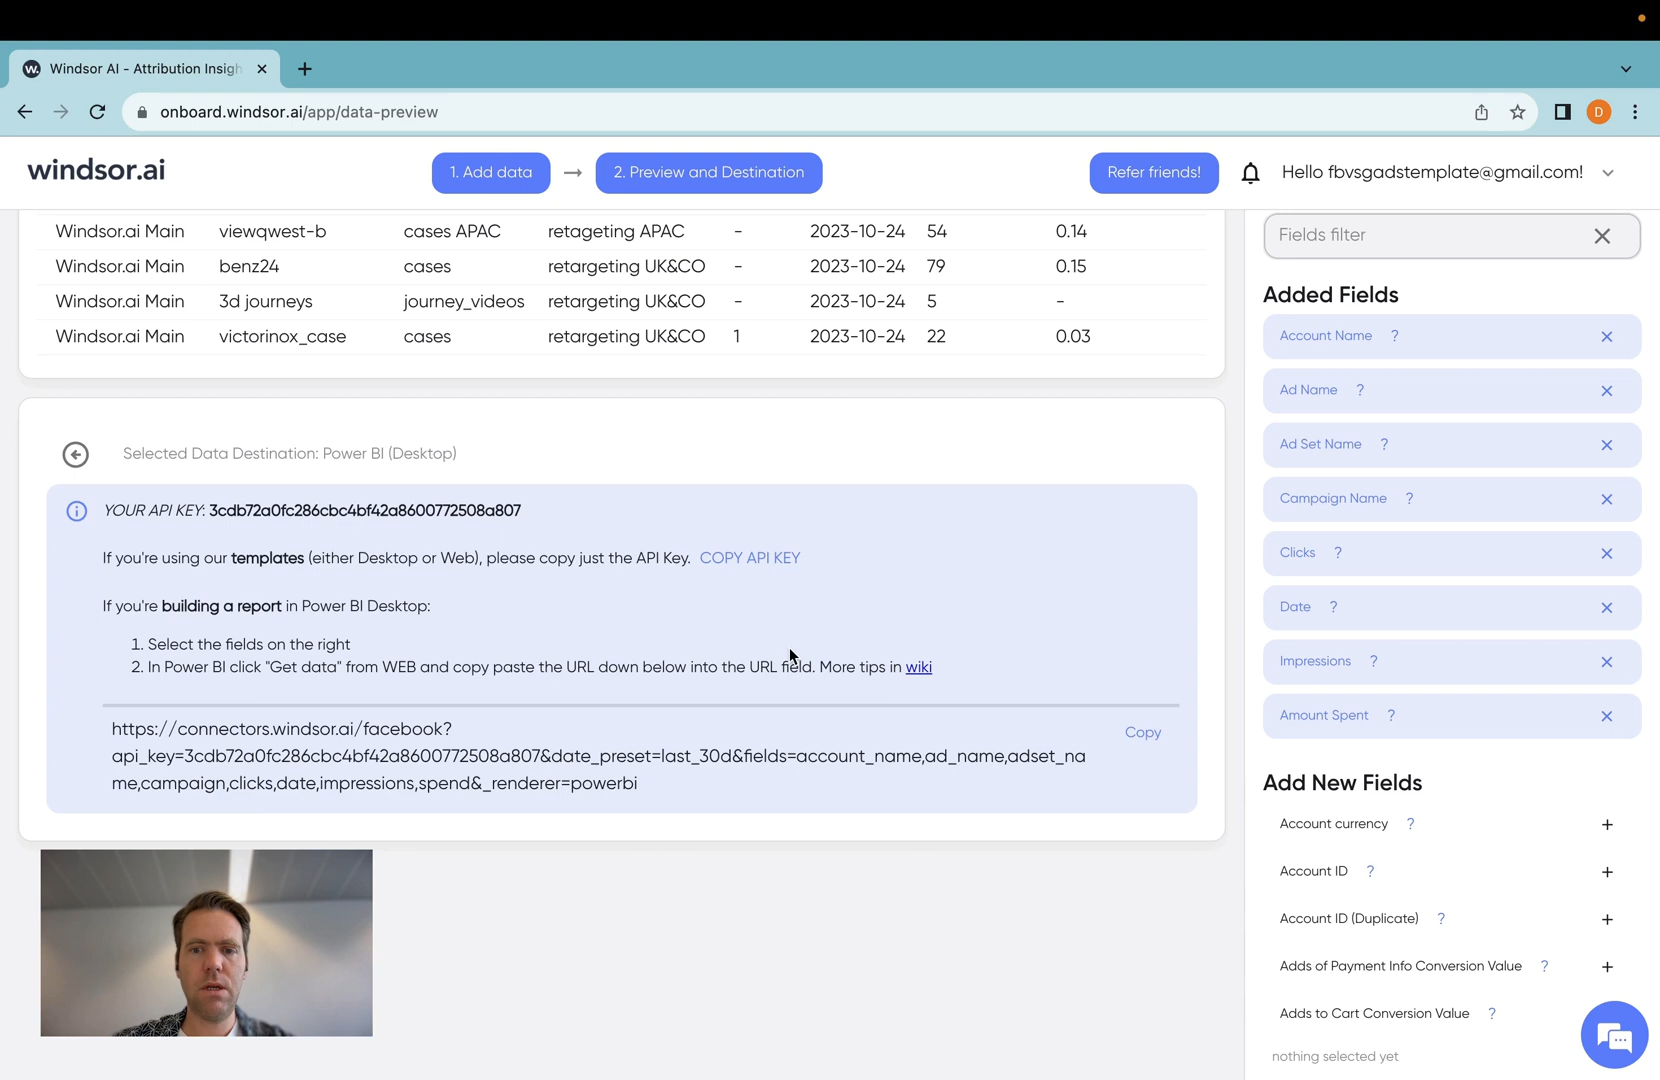 Windsor AI - Attribution Insigh
onboard.windsor.ai/app/data-preview
D
windsor.ai
1. Add data → 2. Preview and Destination
Refer friends!
Hello fbvsgadstemplate@gmail.com!
Windsor.ai Main viewqwest-b cases APAC retageting APAC - 2023-10-24 54 0.14
Windsor.ai Main benz24 cases retargeting UK&CO - 2023-10-24 79 0.15
Windsor.ai Main 3d journeys journey_videos retargeting UK&CO - 2023-10-24 5 -
Windsor.ai Main victorinox_case cases retargeting UK&CO 1 2023-10-24 22 0.03
Selected Data Destination: Power BI (Desktop)
YOUR API KEY: 3cdb72a0fc286cbc4bf42a8600772508a807
If you're using our templates (either Desktop or Web), please copy just the API Key. COPY API KEY
If you're building a report in Power BI Desktop:
1. Select the fields on the right
2. In Power BI click "Get data" from WEB and copy paste the URL down below into the URL field. More tips in wiki
https://connectors.windsor.ai/facebook?
api_key=3cdb72a0fc286cbc4bf42a8600772508a807&date_preset=last_30d&fields=account_name,ad_name,adset_na
me,campaign,clicks,date,impressions,spend&_renderer=powerbi
Copy
Fields filter
Added Fields
Account Name ?
Ad Name ?
Ad Set Name ?
Campaign Name ?
Clicks ?
Date ?
Impressions ?
Amount Spent ?
Add New Fields
Account currency ?
Account ID ?
Account ID (Duplicate) ?
Adds of Payment Info Conversion Value ?
Adds to Cart Conversion Value ?
nothing selected yet